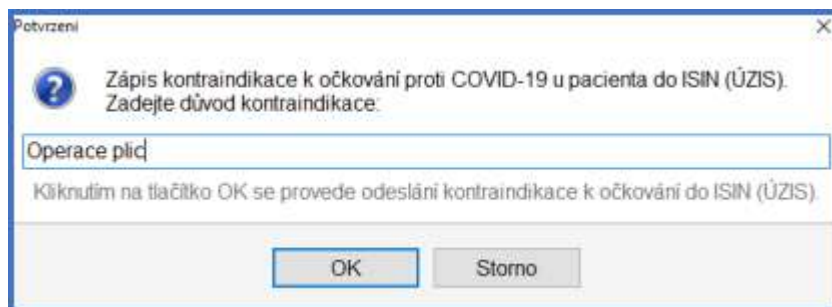 Potvrzení
Zápis kontraindikace k očkování proti COVID-19 u pacienta do ISIN (ÚZIS).
Zadejte důvod kontraindikace:
Operace plic
Kliknutím na tlačítko OK se provede odeslání kontraindikace k očkování do ISIN (ÚZIS).
OK Storno